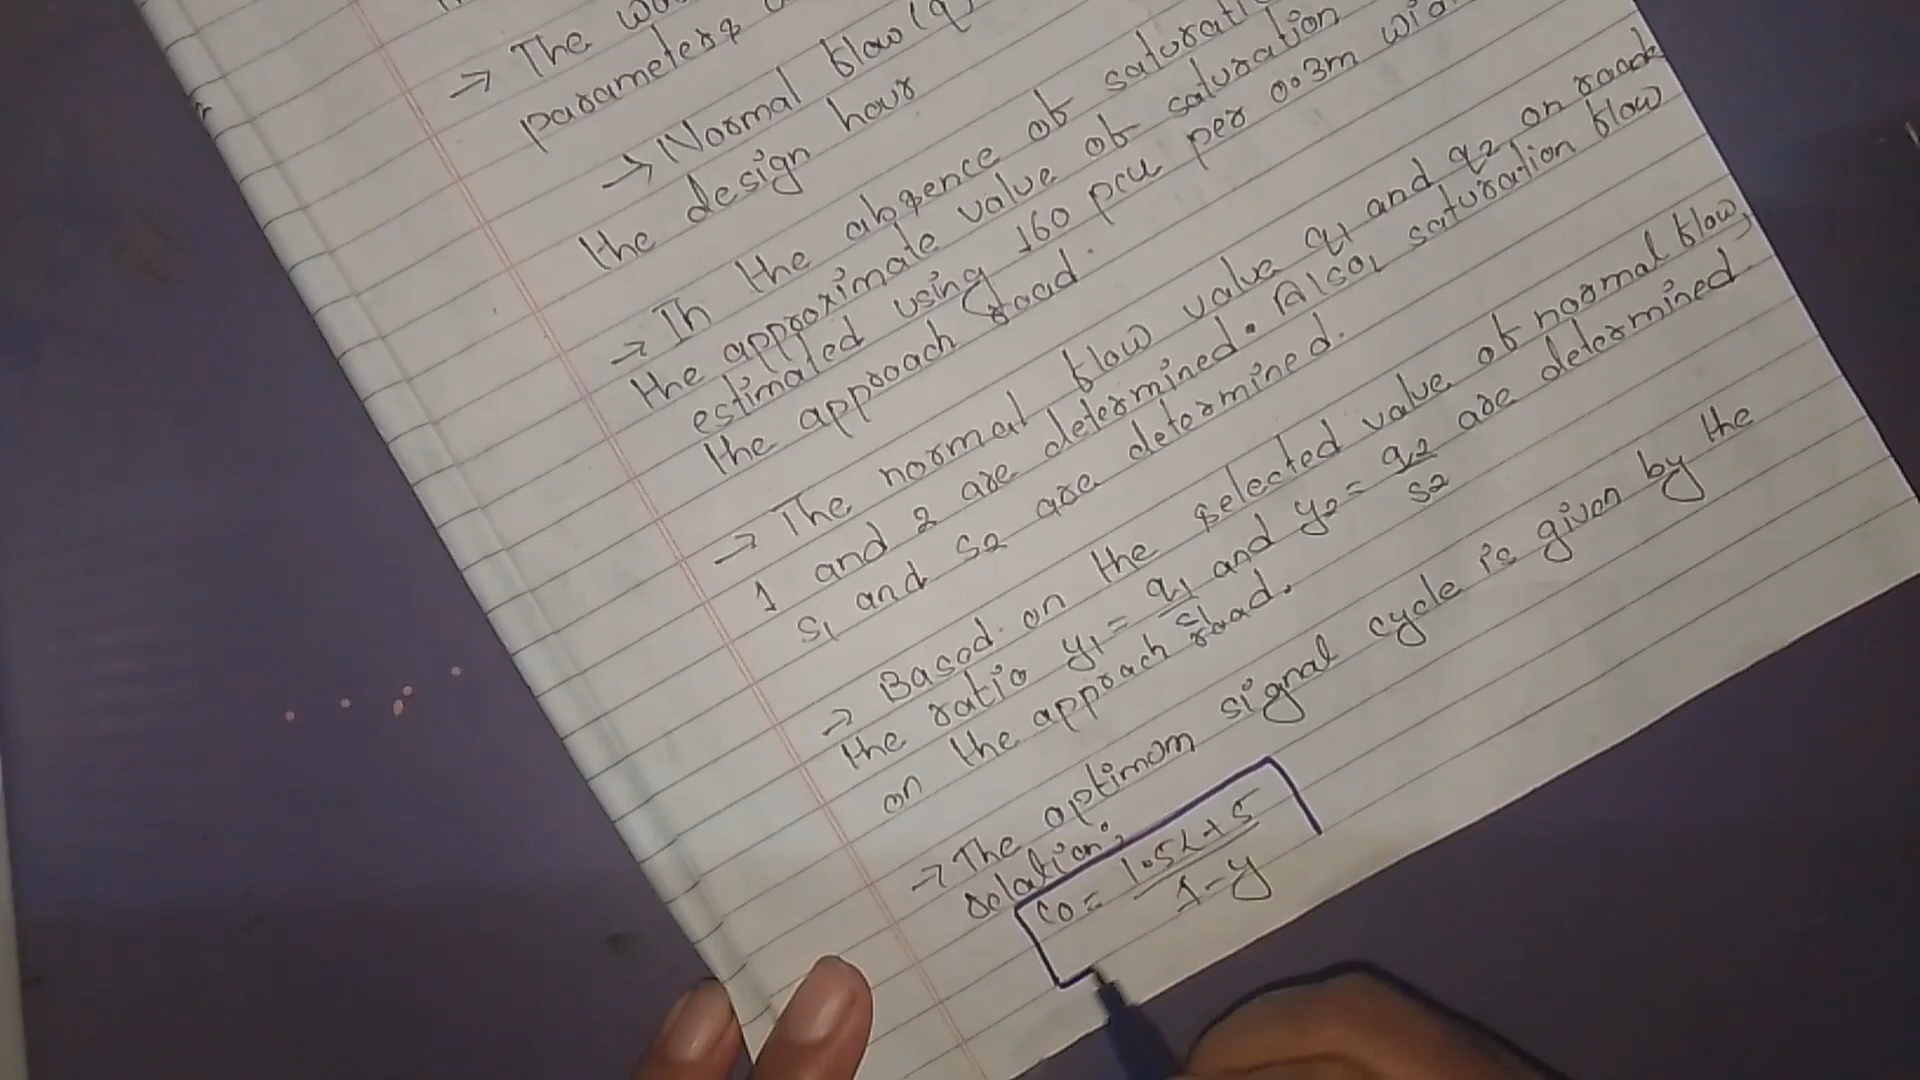 → The
parameters
→ Normal flow (q
the design hour
→ In the absence of saturati
the approximate value of saturation
estimated using 160 pcu per 003m wid
the approach road.
→ The normal flow value q1 and q2 on road
1 and 2 are determined. Also, saturation flow
s1 and s2 are determined.
→ Based on the selected value of normal flow,
the ratio y1 = q1/s1 and y2 = q2/s2 are determined
on the approach road.
→ The optimom signal cycle is given by the
solation;
co = 1.5L+5/1-y